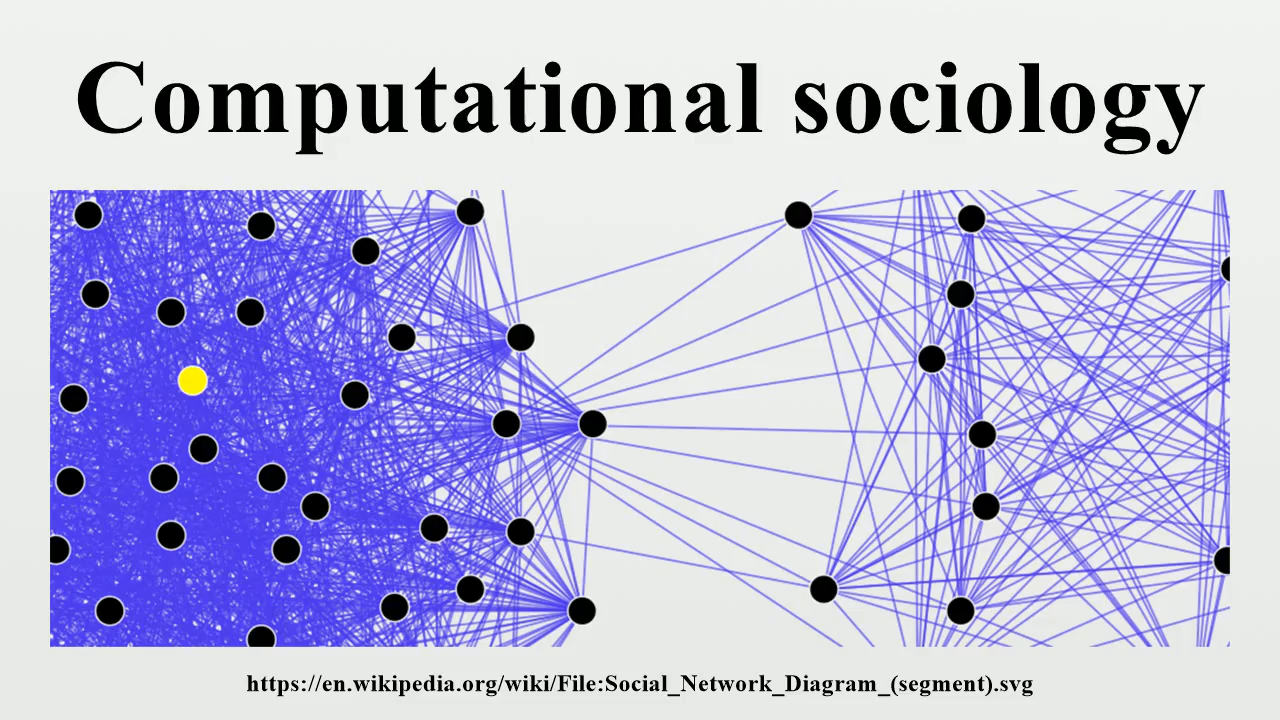 Computational sociology
https://en.wikipedia.org/wiki/File:Social_Network_Diagram_(segment).svg